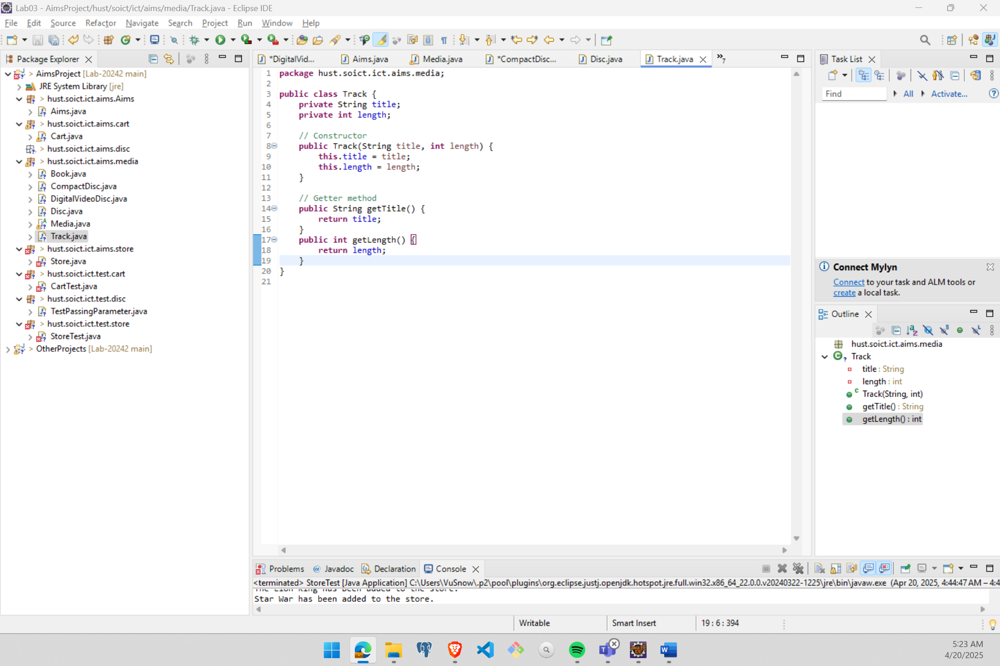 Lab03 - AimsProject/hust/soict/ict/aims/media/Track.java - Eclipse IDE
File Edit Source Refactor Navigate Search Project Run Window Help
Package Explorer
> AimsProject [Lab-20242 main]
JRE System Library [jre]
> hust.soict.ict.aims.Aims
Aims.java
> hust.soict.ict.aims.cart
Cart.java
> hust.soict.ict.aims.disc
> hust.soict.ict.aims.media
Book.java
CompactDisc.java
DigitalVideoDisc.java
Disc.java
Media.java
Track.java
> hust.soict.ict.aims.store
Store.java
> hust.soict.ict.test.cart
CartTest.java
> hust.soict.ict.test.disc
TestPassingParameter.java
> hust.soict.ict.test.store
StoreTest.java
> OtherProjects [Lab-20242 main]
*DigitalVid... Aims.java Media.java *CompactDisc... Disc.java Track.java »7
1 package hust.soict.ict.aims.media;
2
3 public class Track {
4 private String title;
5 private int length;
6
7 // Constructor
8 public Track(String title, int length) {
9 this.title = title;
10 this.length = length;
11 }
12
13 // Getter method
14 public String getTitle() {
15 return title;
16 }
17 public int getLength() {
18 return length;
19 }
20 }
21
Task List
Find All Activate...
Connect Mylyn
Connect to your task and ALM tools or
create a local task.
Outline
hust.soict.ict.aims.media
Track
title : String
length : int
Track(String, int)
getTitle() : String
getLength() : int
Problems Javadoc Declaration Console
<terminated> StoreTest [Java Application] C:\Users\VuSnow\.p2\pool\plugins\org.eclipse.justj.openjdk.hotspot.jre.full.win32.x86_64_22.0.0.v20240322-1225\jre\bin\javaw.exe (Apr 20, 2025, 4:44:47 AM – 4:4
The Lion King has been added to the store.
Star War has been added to the store.
Writable Smart Insert 19 : 6 : 394
5:23 AM
4/20/2025